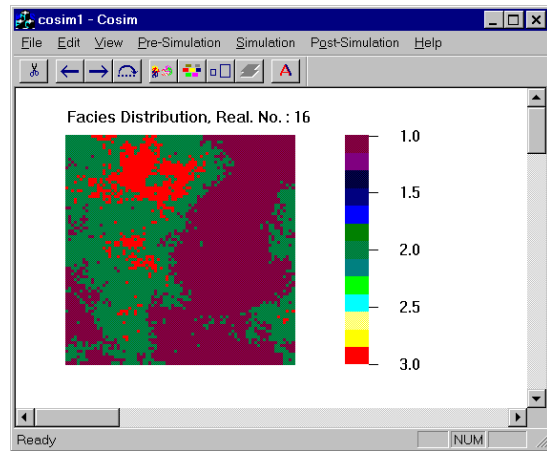 cosim1 - Cosim
File Edit View Pre-Simulation Simulation Post-Simulation Help
A
Facies Distribution, Real. No. : 16
1.0
1.5
2.0
2.5
3.0
Ready NUM